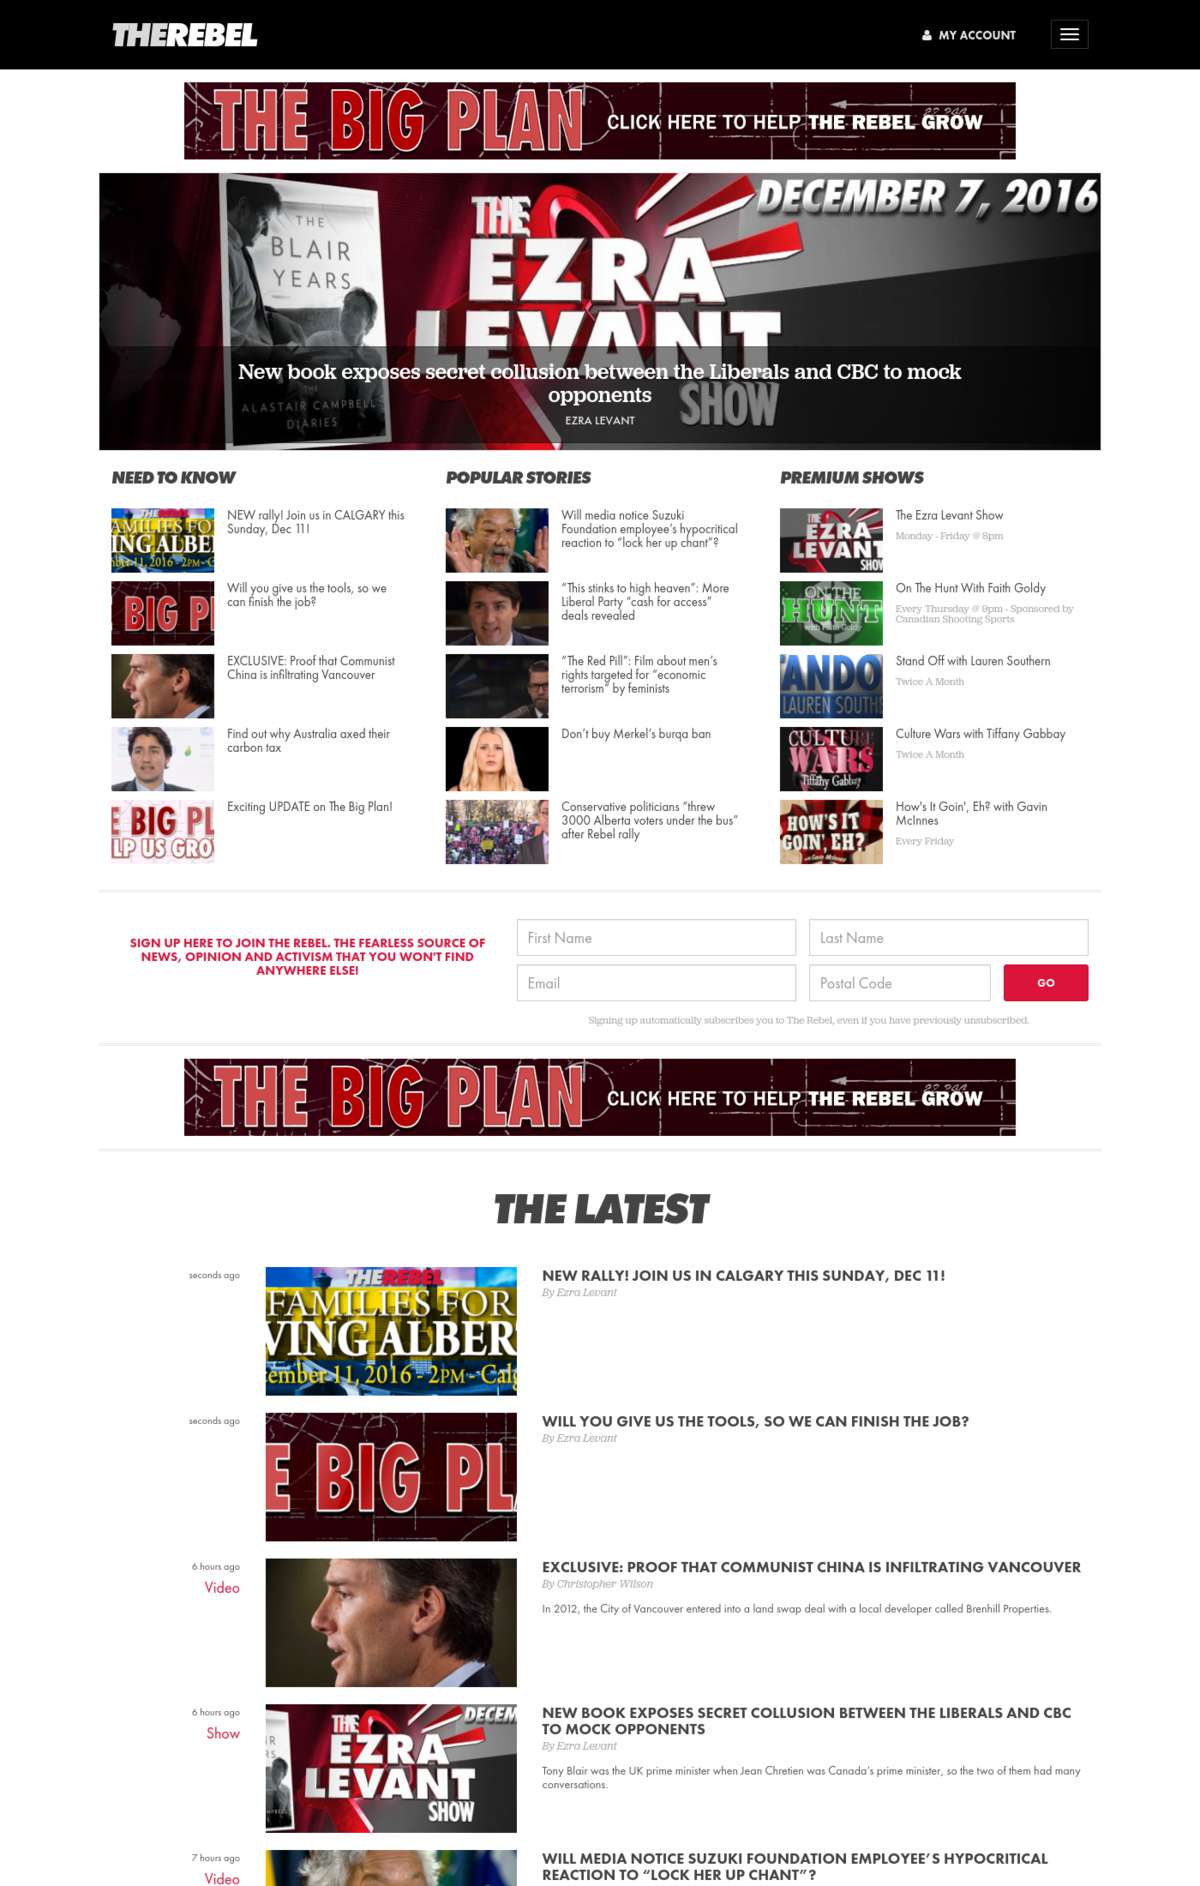 THEREBEL
MY ACCOUNT
THE BIG PLAN CLICK HERE TO HELP THE REBEL GROW
DECEMBER 7, 2016
THE
BLAIR
YEARS
THE
EZRA
LEVANT
SHOW
THE
ALASTAIR CAMPBELL
DIARIES
New book exposes secret collusion between the Liberals and CBC to mock
opponents
EZRA LEVANT
NEED TO KNOW
NEW rally! Join us in CALGARY this
Sunday, Dec 11!
Will you give us the tools, so we
can finish the job?
EXCLUSIVE: Proof that Communist
China is infiltrating Vancouver
Find out why Australia axed their
carbon tax
Exciting UPDATE on The Big Plan!
POPULAR STORIES
Will media notice Suzuki
Foundation employee’s hypocritical
reaction to “lock her up chant”?
“This stinks to high heaven”: More
Liberal Party “cash for access”
deals revealed
“The Red Pill”: Film about men’s
rights targeted for “economic
terrorism” by feminists
Don’t buy Merkel’s burqa ban
Conservative politicians “threw
3000 Alberta voters under the bus”
after Rebel rally
PREMIUM SHOWS
The Ezra Levant Show
Monday - Friday @ 8pm
On The Hunt With Faith Goldy
Every Thursday @ 9pm - Sponsored by
Canadian Shooting Sports
Stand Off with Lauren Southern
Twice A Month
Culture Wars with Tiffany Gabbay
Twice A Month
How's It Goin', Eh? with Gavin
McInnes
Every Friday
SIGN UP HERE TO JOIN THE REBEL. THE FEARLESS SOURCE OF
NEWS, OPINION AND ACTIVISM THAT YOU WON'T FIND
ANYWHERE ELSE!
First Name
Last Name
Email
Postal Code
GO
Signing up automatically subscribes you to The Rebel, even if you have previously unsubscribed.
THE BIG PLAN CLICK HERE TO HELP THE REBEL GROW
THE LATEST
seconds ago
THEREBEL
FAMILIES FOR
VING ALBER
cember 11, 2016 - 2PM - Calg
NEW RALLY! JOIN US IN CALGARY THIS SUNDAY, DEC 11!
By Ezra Levant
seconds ago
E BIG PL
WILL YOU GIVE US THE TOOLS, SO WE CAN FINISH THE JOB?
By Ezra Levant
6 hours ago
Video
EXCLUSIVE: PROOF THAT COMMUNIST CHINA IS INFILTRATING VANCOUVER
By Christopher Wilson
In 2012, the City of Vancouver entered into a land swap deal with a local developer called Brenhill Properties.
6 hours ago
Show
DECEM
THE
EZRA
LEVANT
SHOW
NEW BOOK EXPOSES SECRET COLLUSION BETWEEN THE LIBERALS AND CBC
TO MOCK OPPONENTS
By Ezra Levant
Tony Blair was the UK prime minister when Jean Chretien was Canada’s prime minister, so the two of them had many
conversations.
7 hours ago
Video
WILL MEDIA NOTICE SUZUKI FOUNDATION EMPLOYEE’S HYPOCRITICAL
REACTION TO “LOCK HER UP CHANT”?